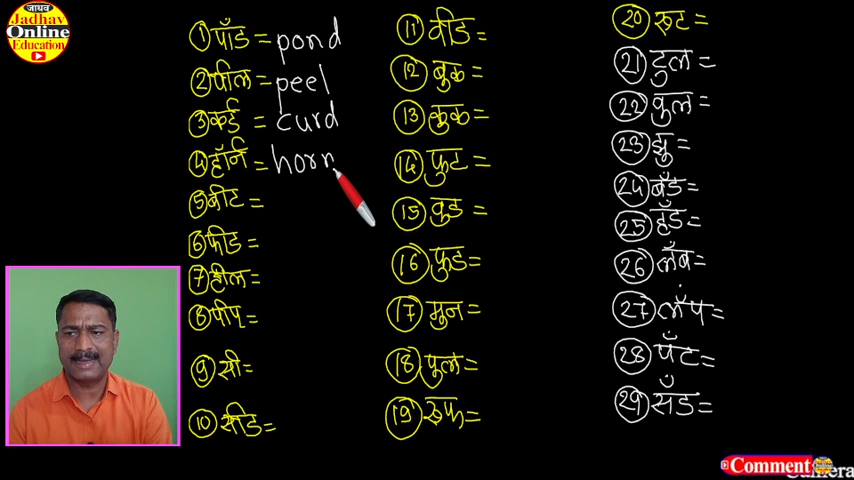 जाधव
Jadhav
Online
Education
① पाँड = pond
② पील = peel
③ कर्ड = curd
④ हॉर्न = horn
⑤ बीट =
⑥ फीड =
⑦ हील =
⑧ पीप =
⑨ सी =
⑩ सीड =
⑪ वीड =
⑫ बुक =
⑬ कुक =
⑭ फुट =
⑮ वुड =
⑯ फुड =
⑰ मुन =
⑱ पुल =
⑲ रुफ =
⑳ रुट =
㉑ टुल =
㉒ वुल =
㉓ झु =
㉔ बँड =
㉕ हँड =
㉖ लँब =
㉗ लँप =
㉘ पँट =
㉙ सँड =
Comment